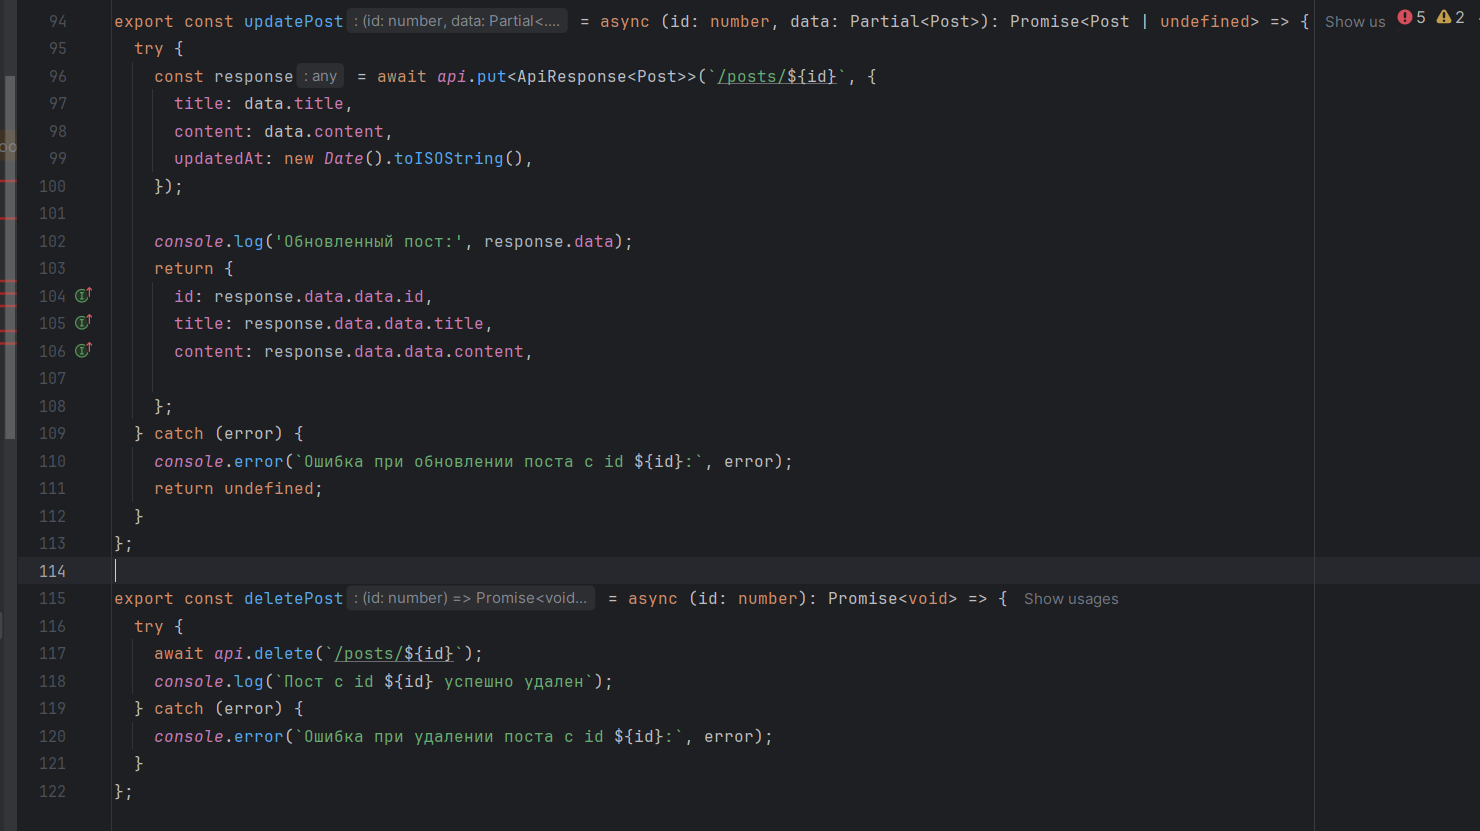 94 export const updatePost : (id: number, data: Partial<.... = async (id: number, data: Partial<Post>): Promise<Post | undefined> => { Show us 5 2
95 try {
96 const response : any = await api.put<ApiResponse<Post>>(`/posts/${id}`, {
97 title: data.title,
98 content: data.content,
99 updatedAt: new Date().toISOString(),
100 });
101
102 console.log('Обновленный пост:', response.data);
103 return {
104 id: response.data.data.id,
105 title: response.data.data.title,
106 content: response.data.data.content,
107
108 };
109 } catch (error) {
110 console.error(`Ошибка при обновлении поста с id ${id}:`, error);
111 return undefined;
112 }
113 };
114
115 export const deletePost : (id: number) => Promise<void... = async (id: number): Promise<void> => { Show usages
116 try {
117 await api.delete(`/posts/${id}`);
118 console.log(`Пост с id ${id} успешно удален`);
119 } catch (error) {
120 console.error(`Ошибка при удалении поста с id ${id}:`, error);
121 }
122 };